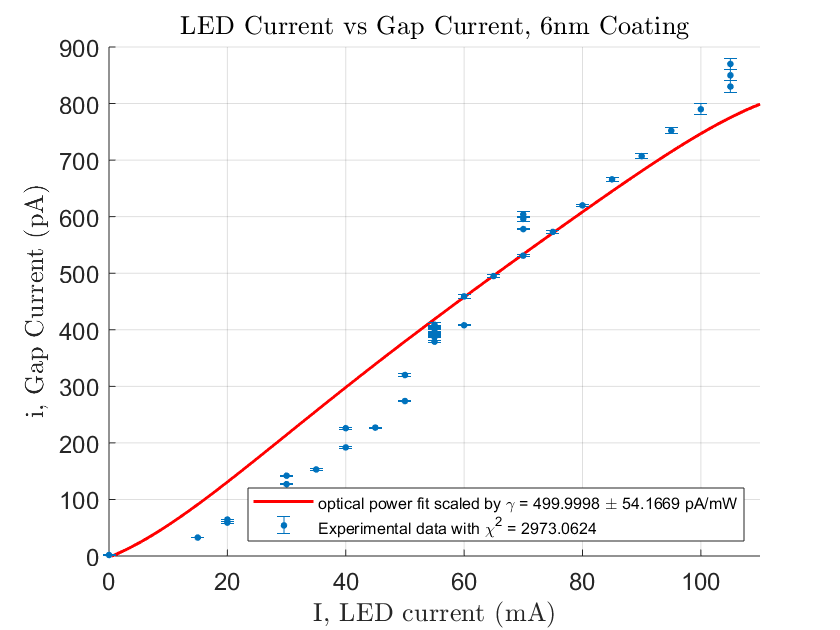 LED Current vs Gap Current, 6nm Coating
900
800
700
600
500
400
300
200
100
0
i, Gap Current (pA)
optical power fit scaled by γ = 499.9998 ± 54.1669 pA/mW
Experimental data with χ² = 2973.0624
0 20 40 60 80 100
I, LED current (mA)